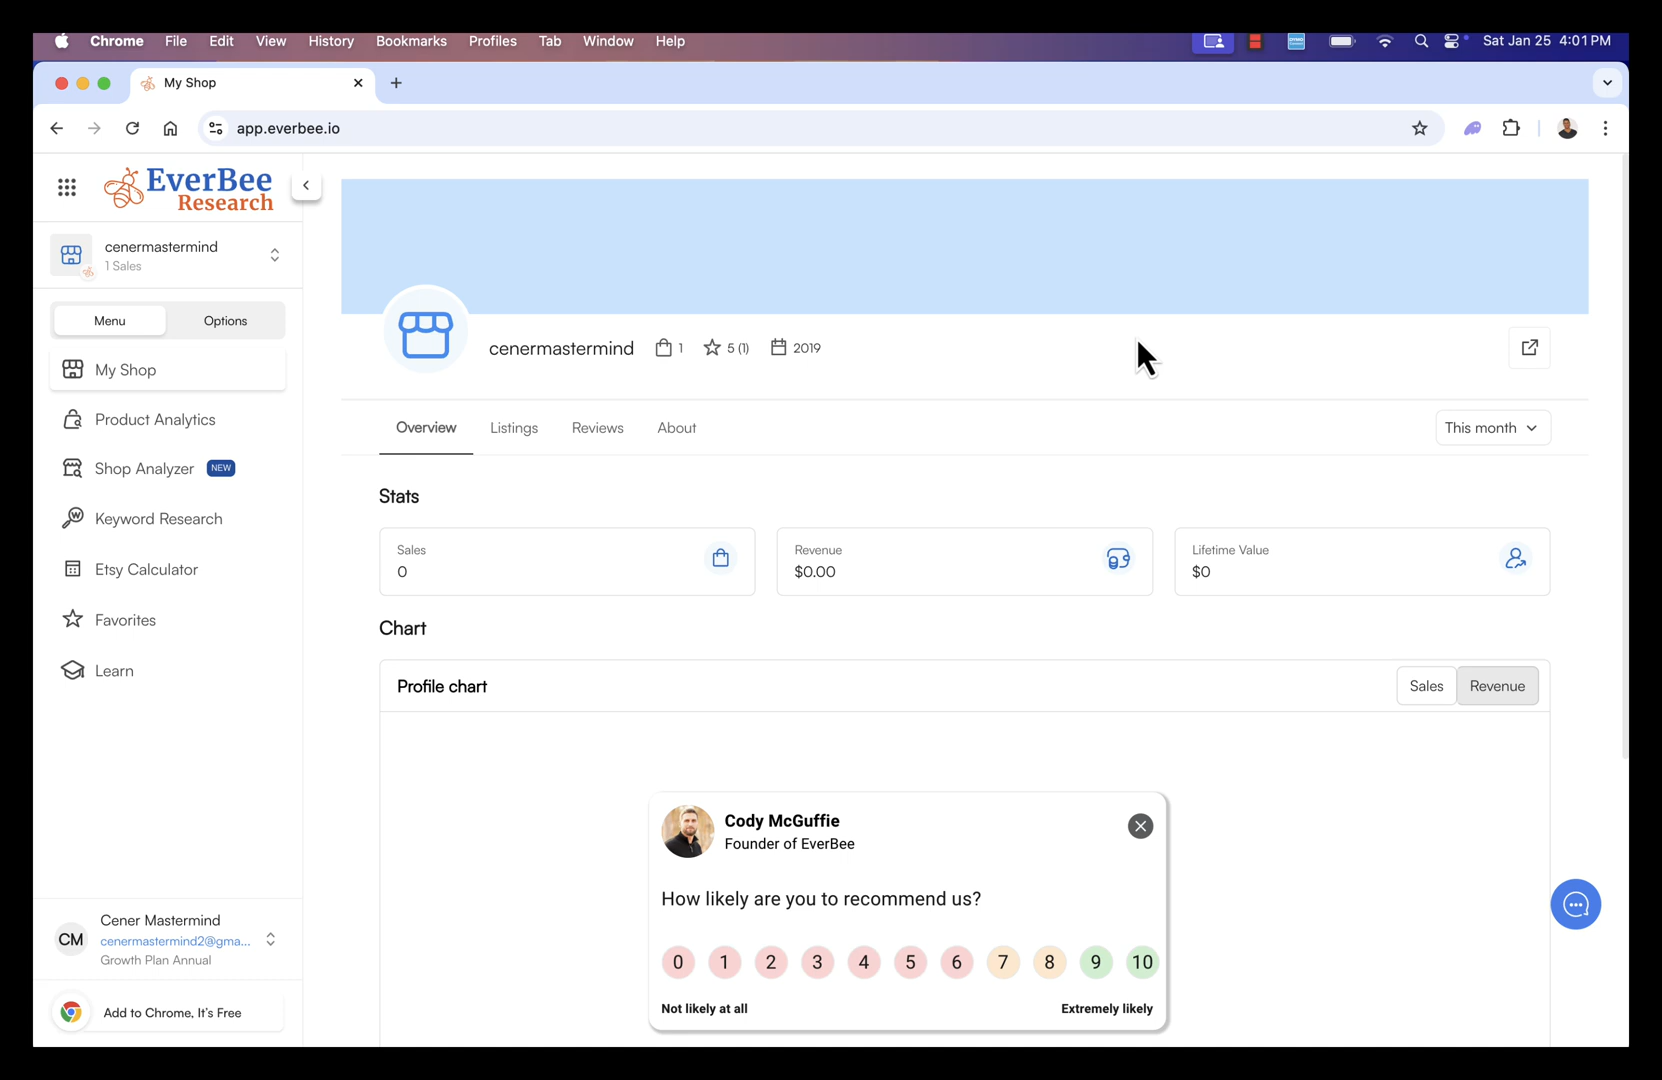 Chrome File Edit View History Bookmarks Profiles Tab Window Help
Sat Jan 25 4:01 PM
My Shop
app.everbee.io
EverBee
Research
cenermastermind
1 Sales
Menu
Options
My Shop
Product Analytics
Shop Analyzer NEW
Keyword Research
Etsy Calculator
Favorites
Learn
CM
Cener Mastermind
cenermastermind2@gma...
Growth Plan Annual
Add to Chrome, It's Free
cenermastermind 1 5 (1) 2019
Overview Listings Reviews About
This month
Stats
Sales
0
Revenue
$0.00
Lifetime Value
$0
Chart
Profile chart
Sales Revenue
Cody McGuffie
Founder of EverBee
How likely are you to recommend us?
0 1 2 3 4 5 6 7 8 9 10
Not likely at all
Extremely likely